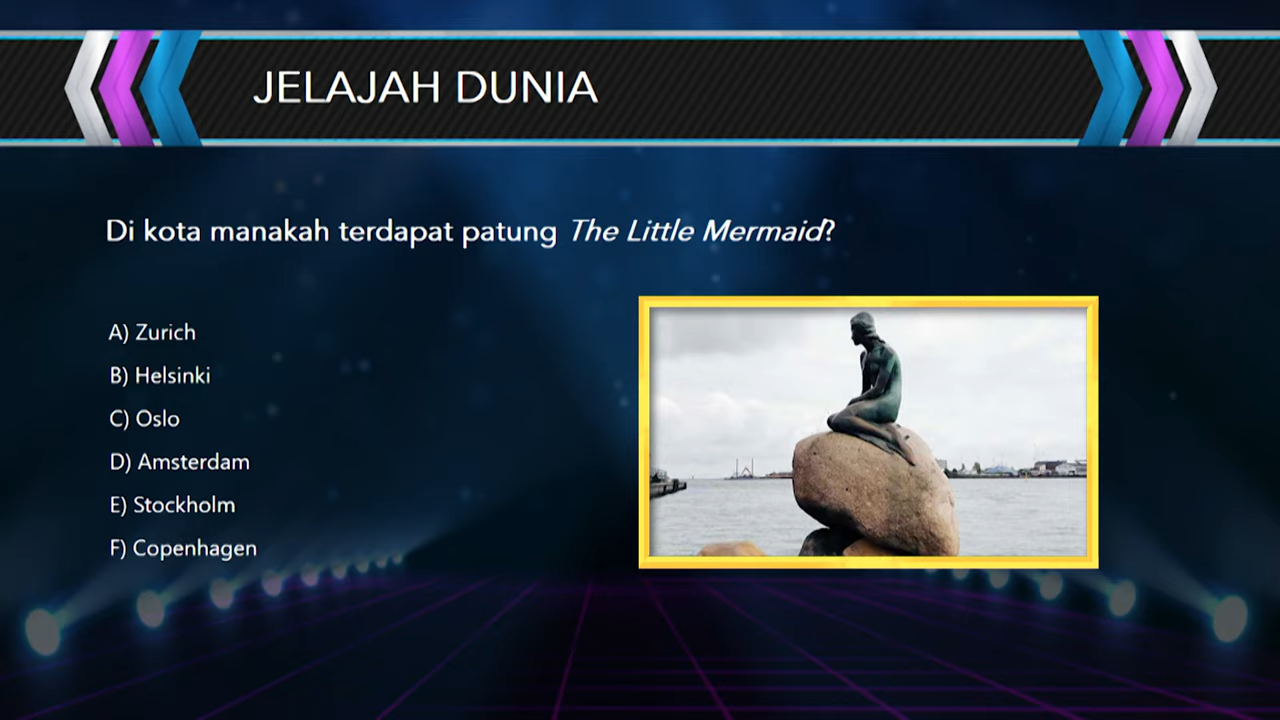 JELAJAH DUNIA
Di kota manakah terdapat patung The Little Mermaid?
A) Zurich
B) Helsinki
C) Oslo
D) Amsterdam
E) Stockholm
F) Copenhagen